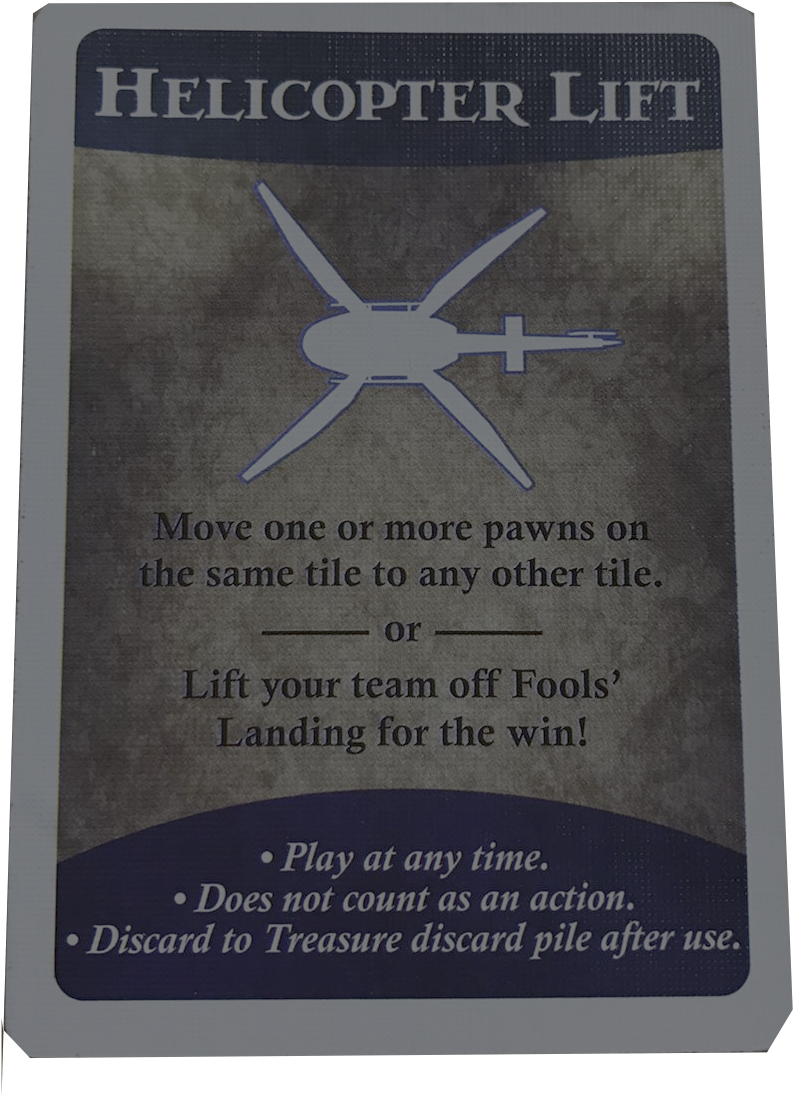 HELICOPTER LIFT
Move one or more pawns on
the same tile to any other tile.
or
Lift your team off Fools’
Landing for the win!
• Play at any time.
• Does not count as an action.
• Discard to Treasure discard pile after use.